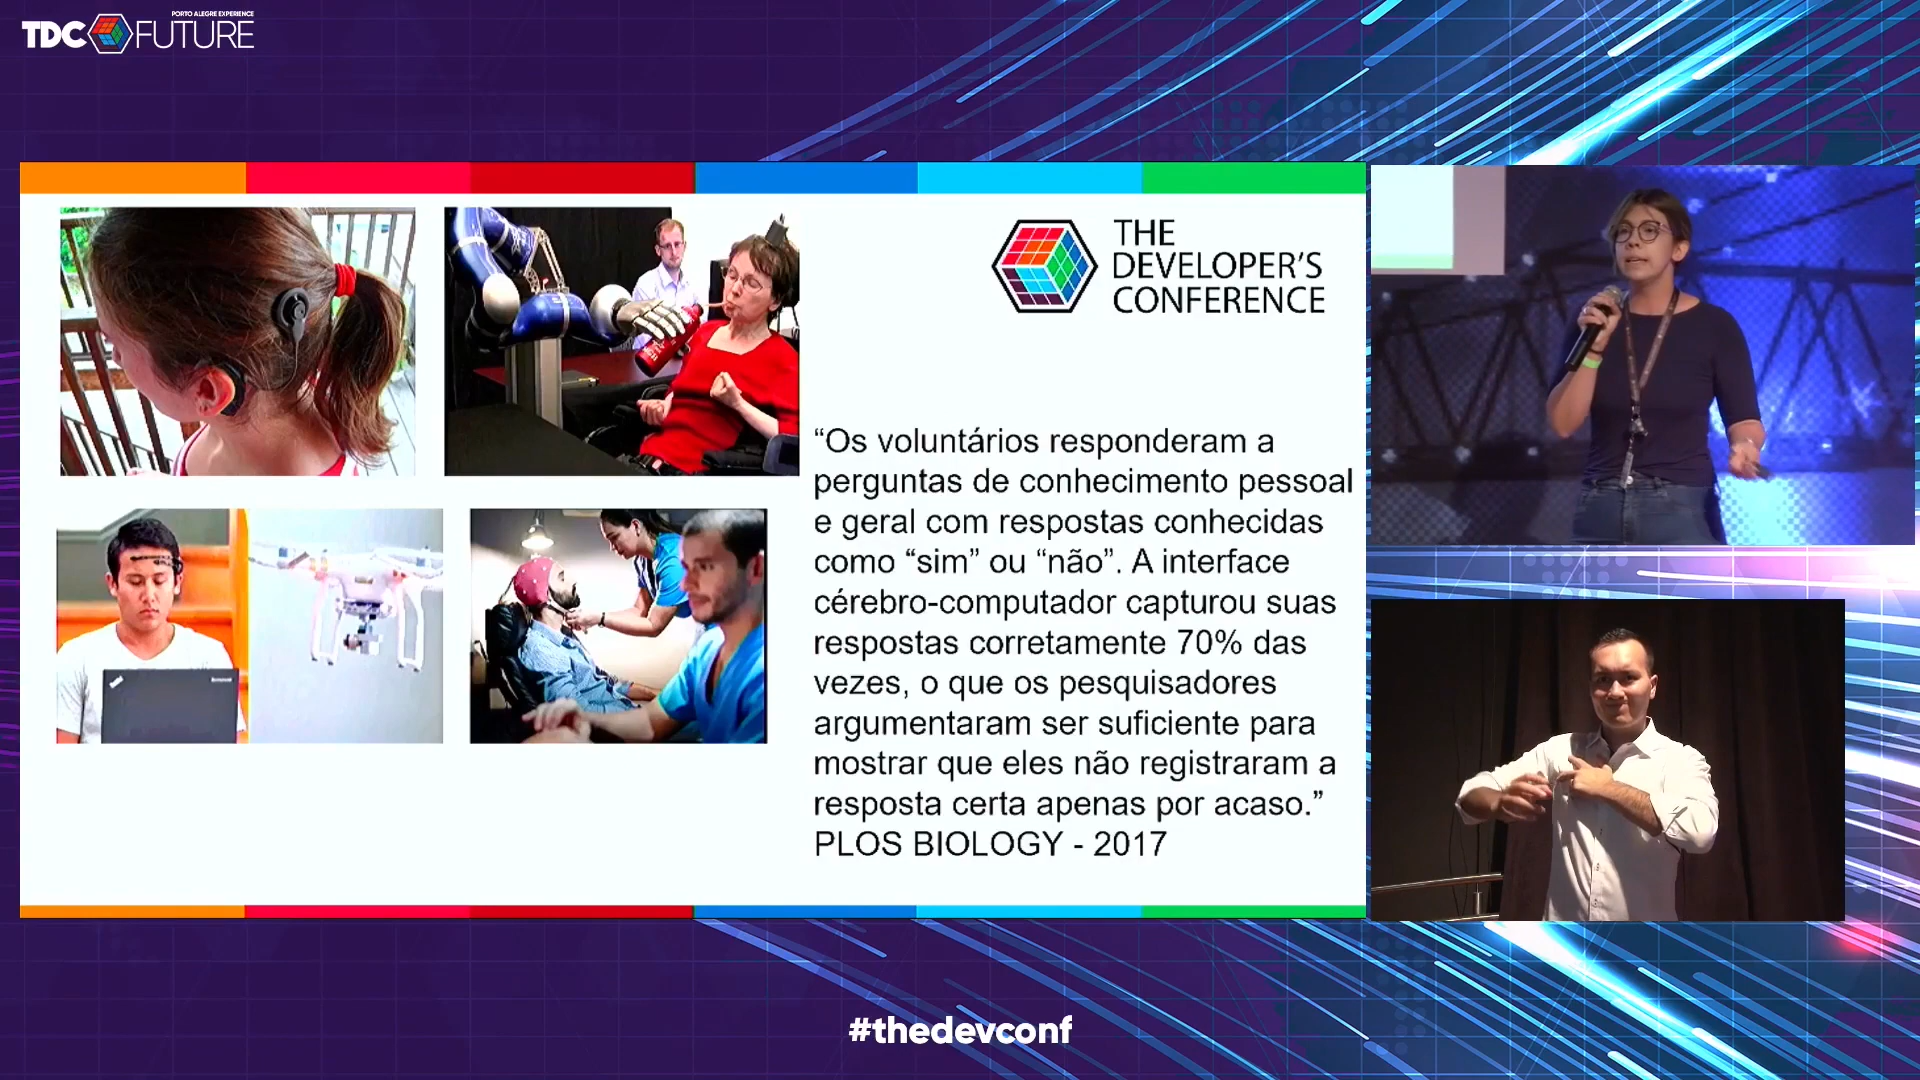 PORTO ALEGRE EXPERIENCE
TDC FUTURE
THE
DEVELOPER'S
CONFERENCE
“Os voluntários responderam a
perguntas de conhecimento pessoal
e geral com respostas conhecidas
como “sim” ou “não”. A interface
cérebro-computador capturou suas
respostas corretamente 70% das
vezes, o que os pesquisadores
argumentaram ser suficiente para
mostrar que eles não registraram a
resposta certa apenas por acaso.”
PLOS BIOLOGY - 2017
#thedevconf